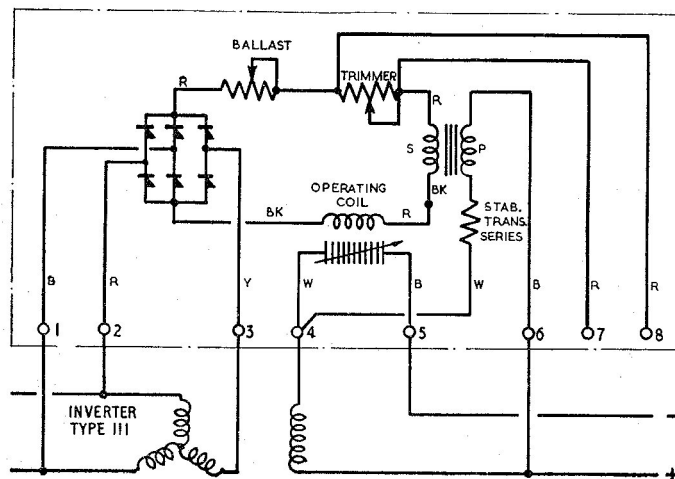 BALLAST
R
TRIMMER
R
S
P
BK
OPERATING
COIL
BK
R
STAB.
TRANS.
SERIES
B
R
Y
W
B
W
B
R
R
1
2
3
4
5
6
7
8
INVERTER
TYPE III
-
+